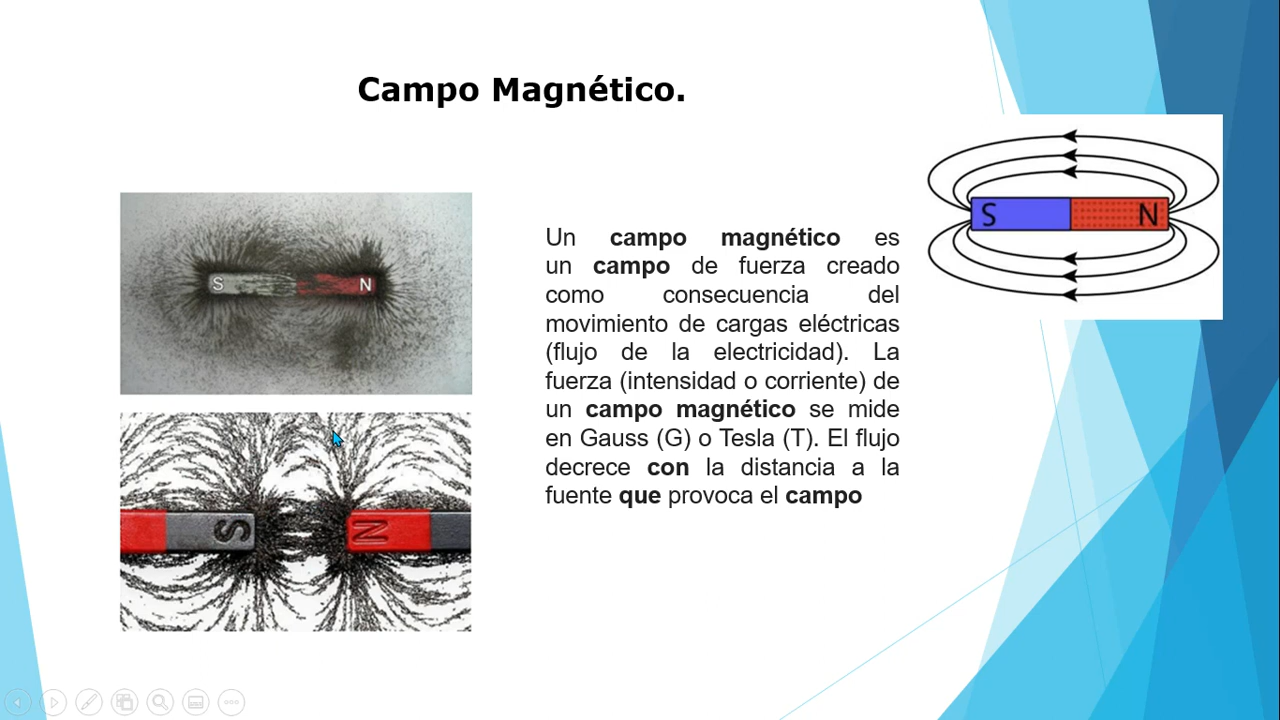 Campo Magnético.
S N
S N
Un campo magnético es
un campo de fuerza creado
como consecuencia del
movimiento de cargas eléctricas
(flujo de la electricidad). La
fuerza (intensidad o corriente) de
un campo magnético se mide
en Gauss (G) o Tesla (T). El flujo
decrece con la distancia a la
fuente que provoca el campo
S N